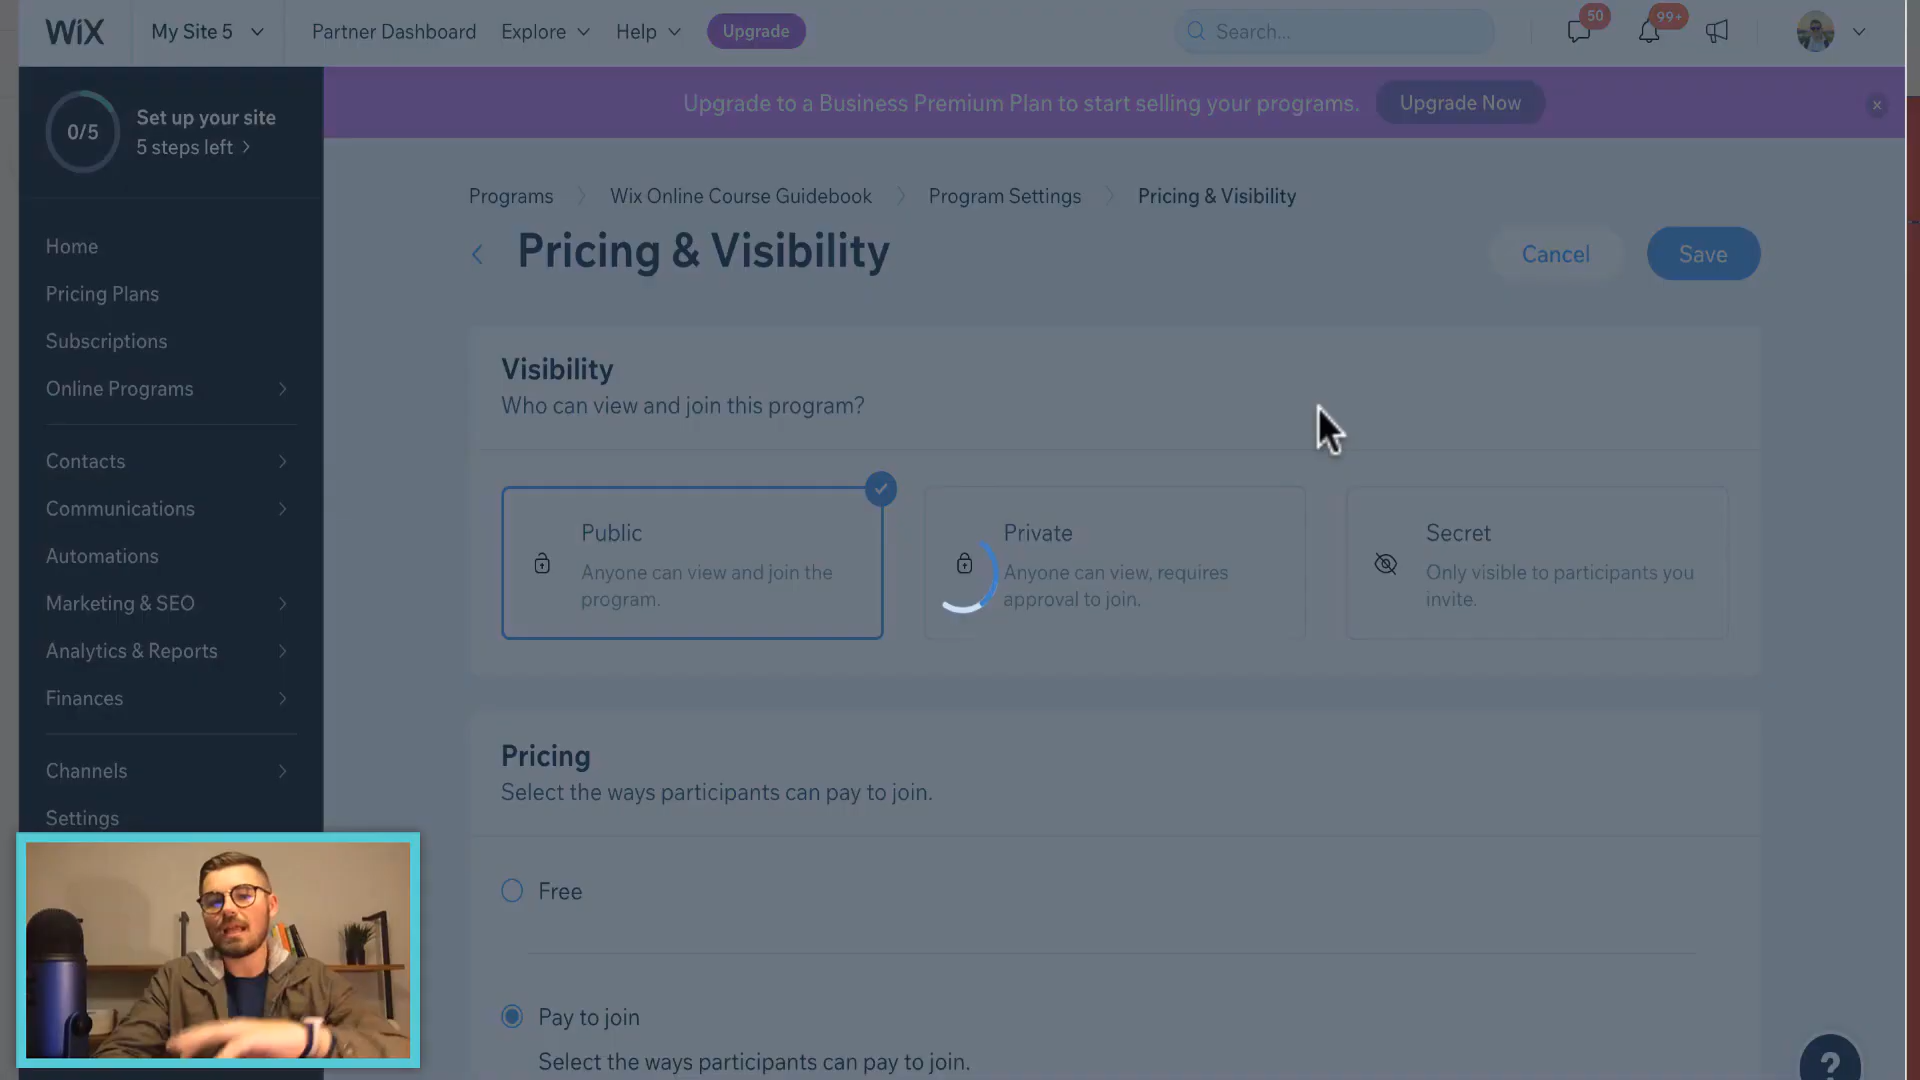 WiX
My Site 5
Partner Dashboard
Explore
Help
Upgrade
Search...
50
99+
0/5
Set up your site
5 steps left
Upgrade to a Business Premium Plan to start selling your programs.
Upgrade Now
Home
Pricing Plans
Subscriptions
Online Programs
Contacts
Communications
Automations
Marketing & SEO
Analytics & Reports
Finances
Channels
Settings
Programs
Wix Online Course Guidebook
Program Settings
Pricing & Visibility
Pricing & Visibility
Cancel
Save
Visibility
Who can view and join this program?
Public
Anyone can view and join the
program.
Private
Anyone can view, requires
approval to join.
Secret
Only visible to participants you
invite.
Pricing
Select the ways participants can pay to join.
Free
Pay to join
Select the ways participants can pay to join.
?